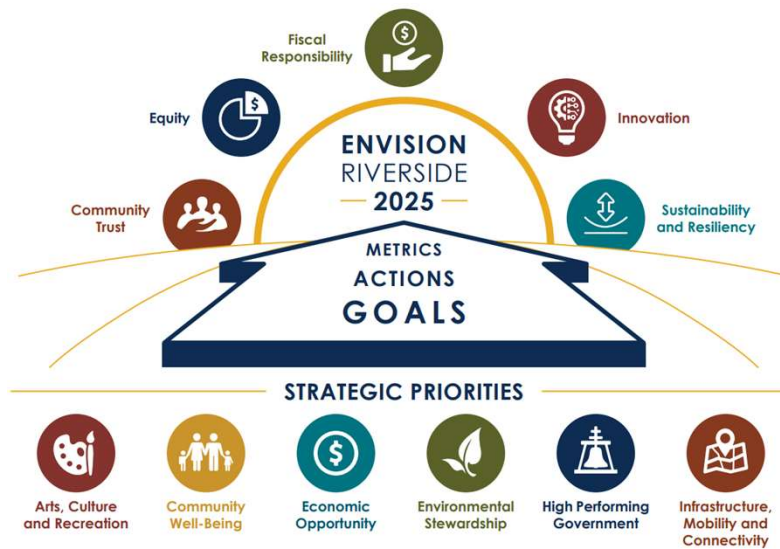 Fiscal
Responsibility
Equity
Innovation
ENVISION
RIVERSIDE
2025
Community
Trust
Sustainability
and Resiliency
METRICS
ACTIONS
GOALS
STRATEGIC PRIORITIES
Arts, Culture
and Recreation
Community
Well-Being
Economic
Opportunity
Environmental
Stewardship
High Performing
Government
Infrastructure,
Mobility and
Connectivity